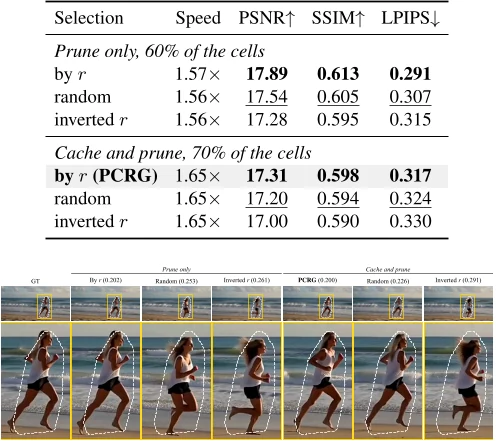 Selection Speed PSNR↑ SSIM↑ LPIPS↓
Prune only, 60% of the cells
by r 1.57× 17.89 0.613 0.291
random 1.56× 17.54 0.605 0.307
inverted r 1.56× 17.28 0.595 0.315
Cache and prune, 70% of the cells
by r (PCRG) 1.65× 17.31 0.598 0.317
random 1.65× 17.20 0.594 0.324
inverted r 1.65× 17.00 0.590 0.330
Prune only Cache and prune
GT By r (0.202) Random (0.253) Inverted r (0.261) PCRG (0.200) Random (0.226) Inverted r (0.291)